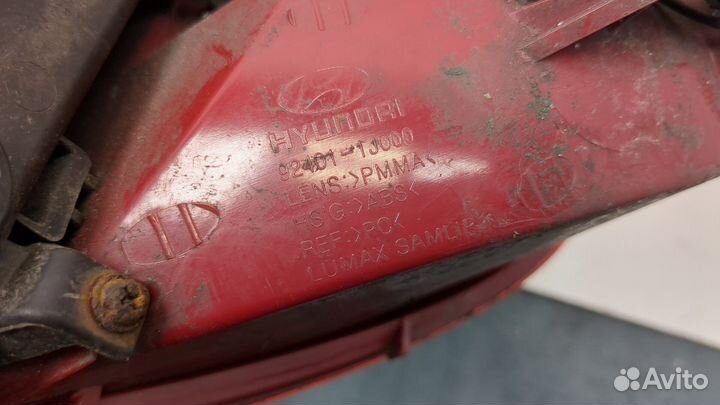 HYUNDAI
92401-1J000
LENS:>PMMA<
HSG:>ABS<
REF:>PC<
LUMAX SAMLIP
Avito